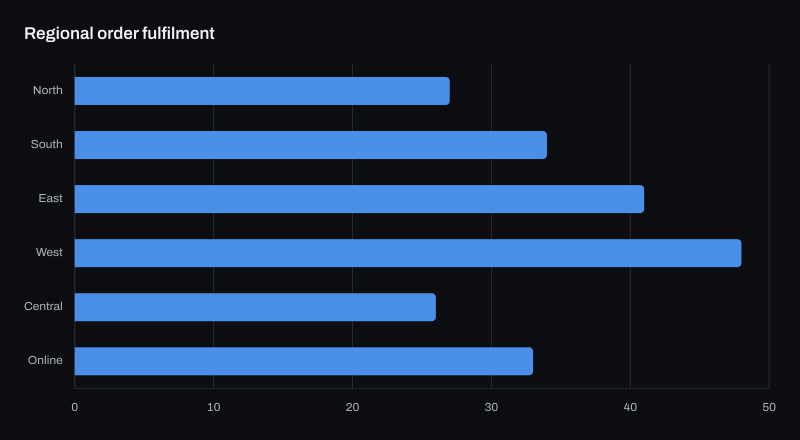 Regional order fulfilment
North
South
East
West
Central
Online
0 10 20 30 40 50